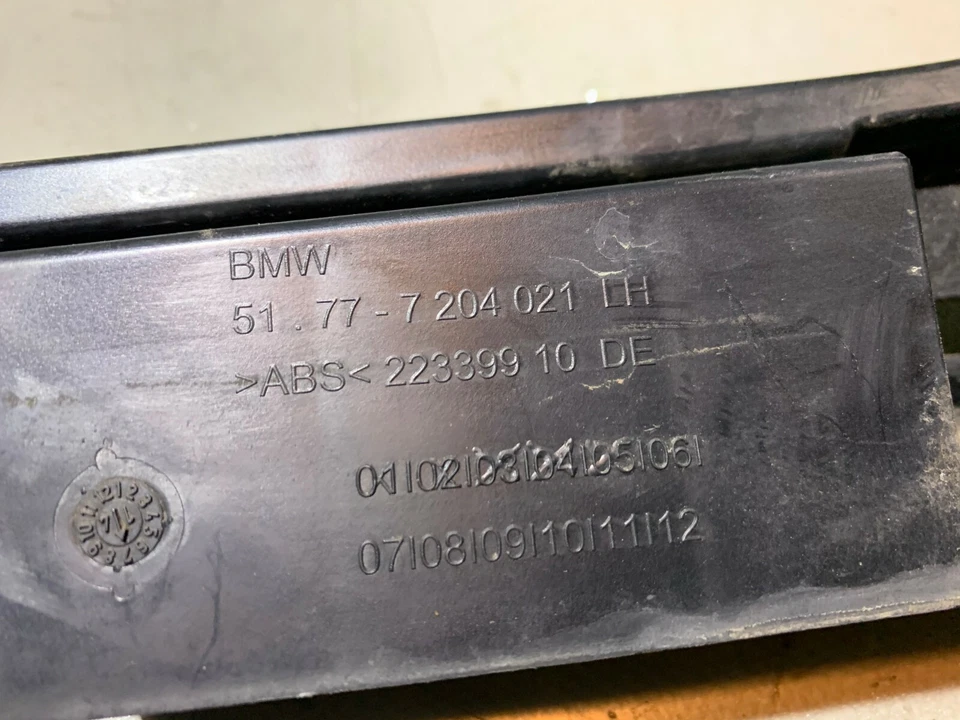 BMW
51 . 77 - 7 204 021 LH
>ABS< 223399 10 DE
01|02|03|04|05|06|
07|08|09|10|11|12